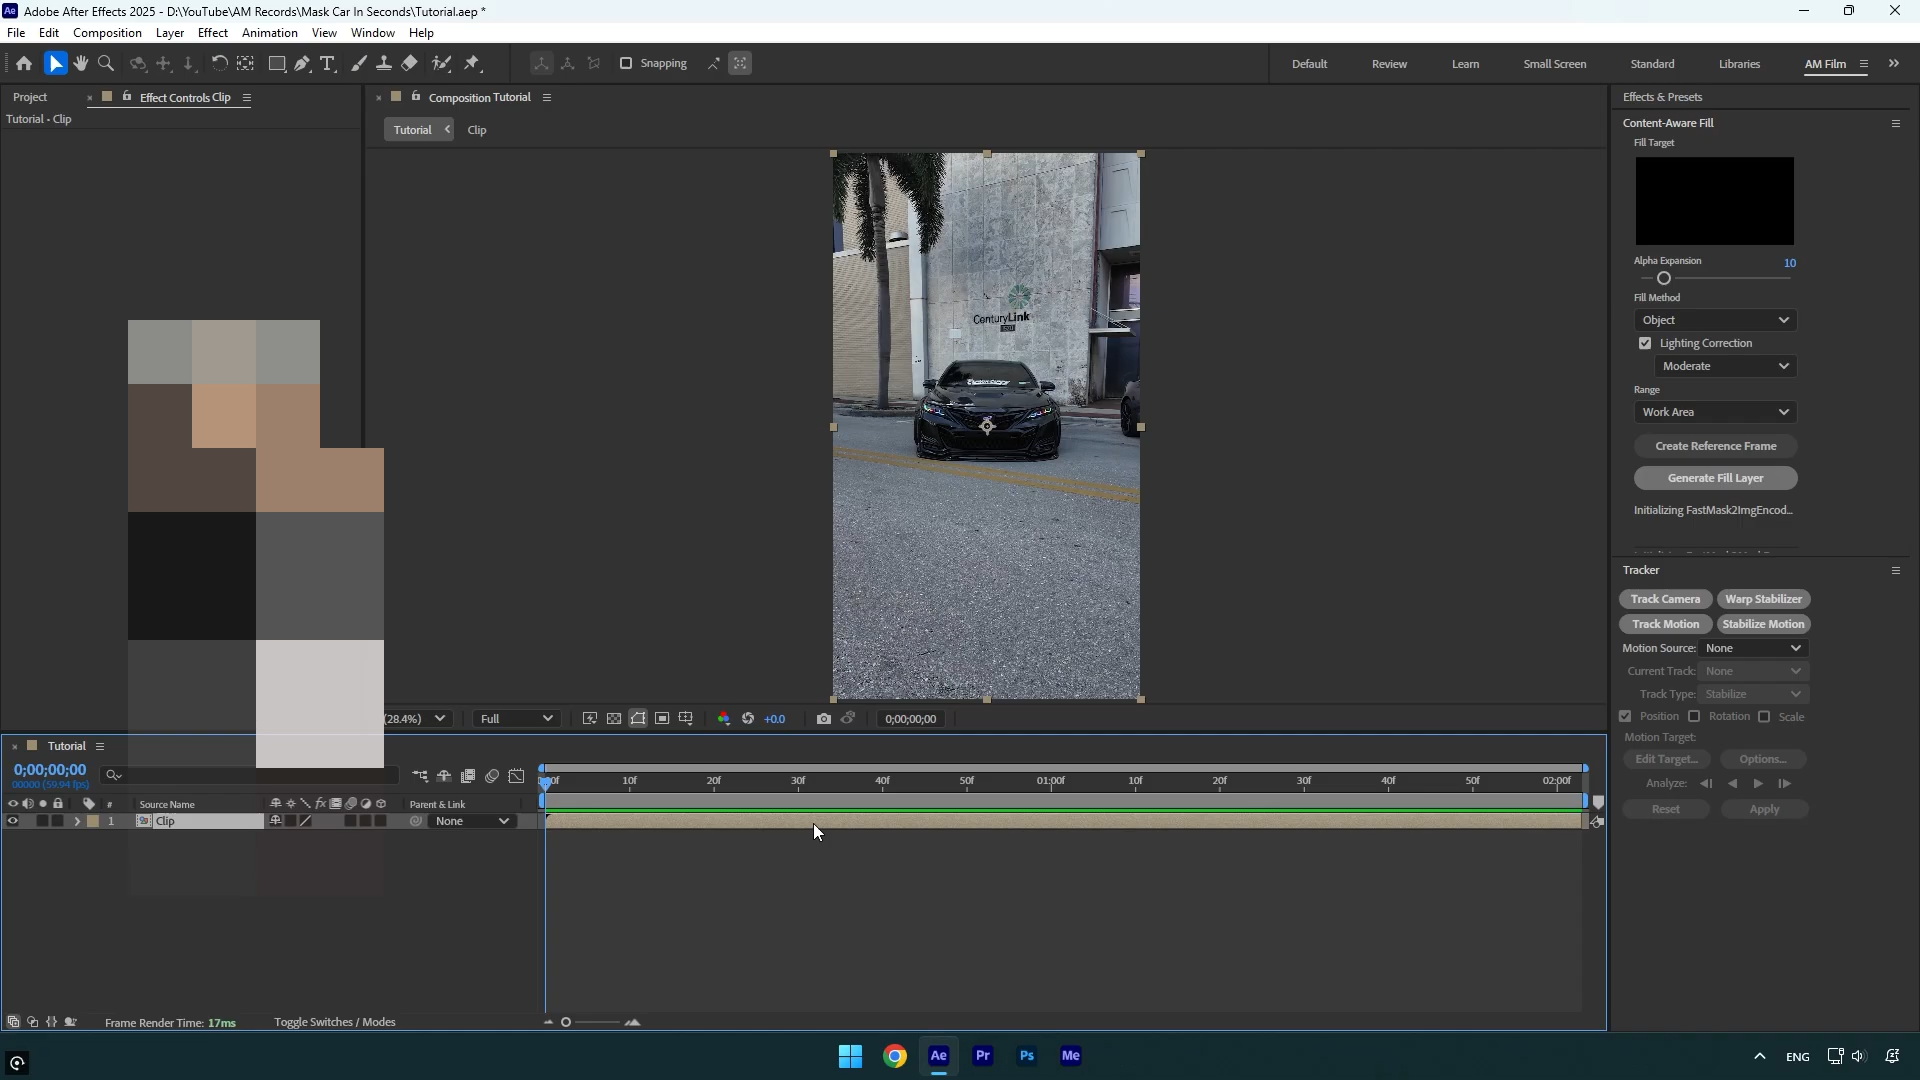 Adobe After Effects 2025 - D:\YouTube\AM Records\Mask Car In Seconds\Tutorial.aep *
File Edit Composition Layer Effect Animation View Window Help
Snapping
Default Review Learn Small Screen Standard Libraries AM Film
Project Effect Controls Clip
Tutorial • Clip
Composition Tutorial
Tutorial Clip
CenturyLink
Effects & Presets
Content-Aware Fill
Fill Target
Alpha Expansion 10
Fill Method
Object
Lighting Correction
Moderate
Range
Work Area
Create Reference Frame
Generate Fill Layer
Initializing FastMask2ImgEncod...
Tracker
Track Camera Warp Stabilizer
Track Motion Stabilize Motion
Motion Source: None
Current Track: None
Track Type: Stabilize
Position Rotation Scale
Motion Target:
Edit Target... Options...
Analyze:
Reset Apply
(28.4%) Full +0.0 0;00;00;00
Tutorial
0;00;00;00
00000 (59.94 fps)
# Source Name Parent & Link
1 Clip None
10f 20f 30f 40f 50f 01:00f 10f 20f 30f 40f 50f 02:00f
Frame Render Time: 17ms Toggle Switches / Modes
Ae Pr Ps Me
ENG